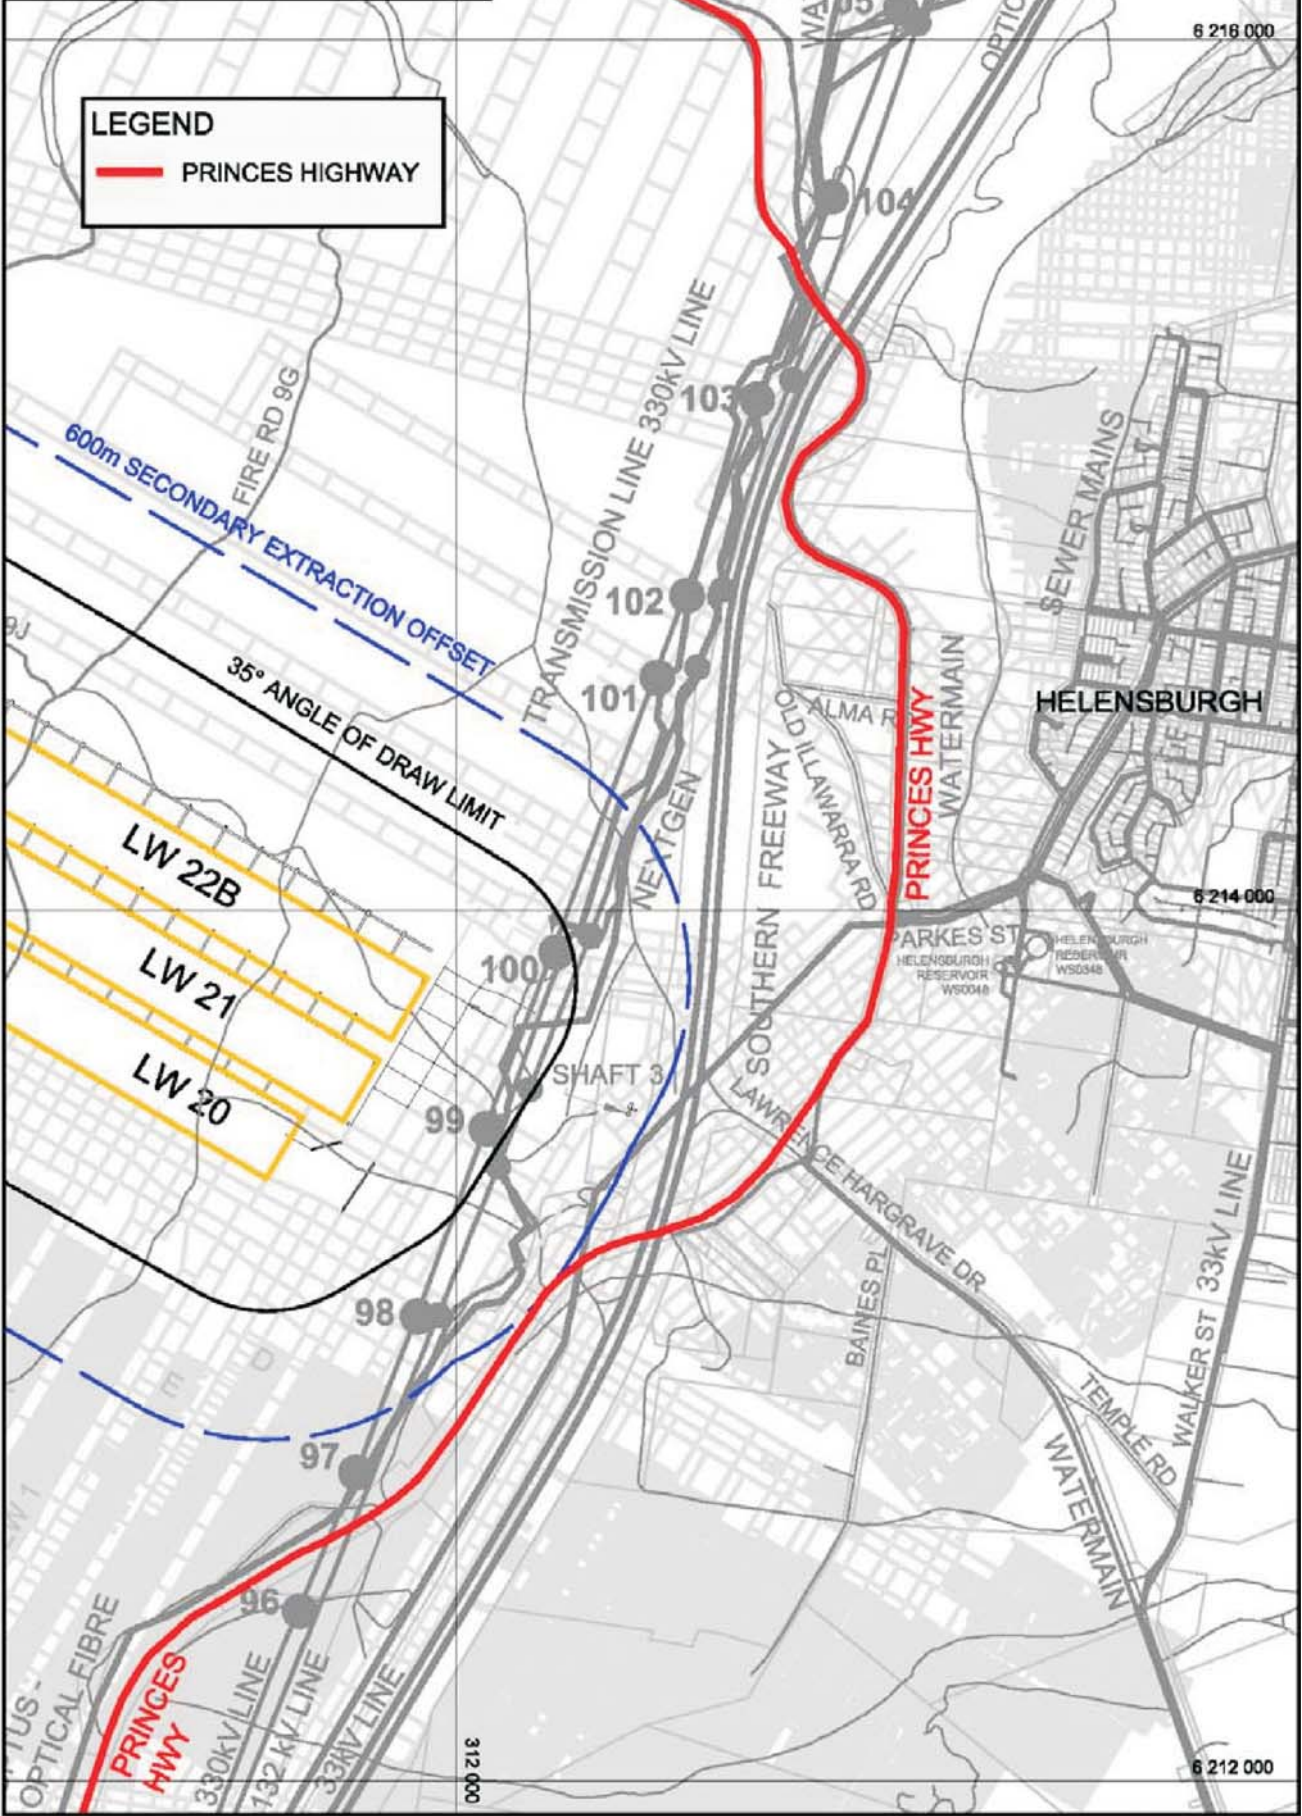 6 216 000
LEGEND
PRINCES HIGHWAY
104
TRANSMISSION LINE 330kV LINE
FIRE RD 9G
103
600m SECONDARY EXTRACTION OFFSET
SEWER MAINS
102
9J
35° ANGLE OF DRAW LIMIT
101
HELENSBURGH
ALMA R
OLD ILLAWARRA RD
PRINCES HWY
WATERMAIN
NEXTGEN
SOUTHERN FREEWAY
LW 22B
6 214 000
PARKES ST
HELENSBURGH
RESERVOIR
WS0048
HELENSBURGH
RESERVOIR
WS0348
LW 21
100
SHAFT 3
LW 20
99
LAWRENCE HARGRAVE DR
WALKER ST 33kV LINE
98
BAINES PL
E D
TEMPLE RD
97
WATERMAIN
96
OPTICAL FIBRE
PRINCES
HWY
330kV LINE
132 kV LINE
33kV LINE
312 000
6 212 000